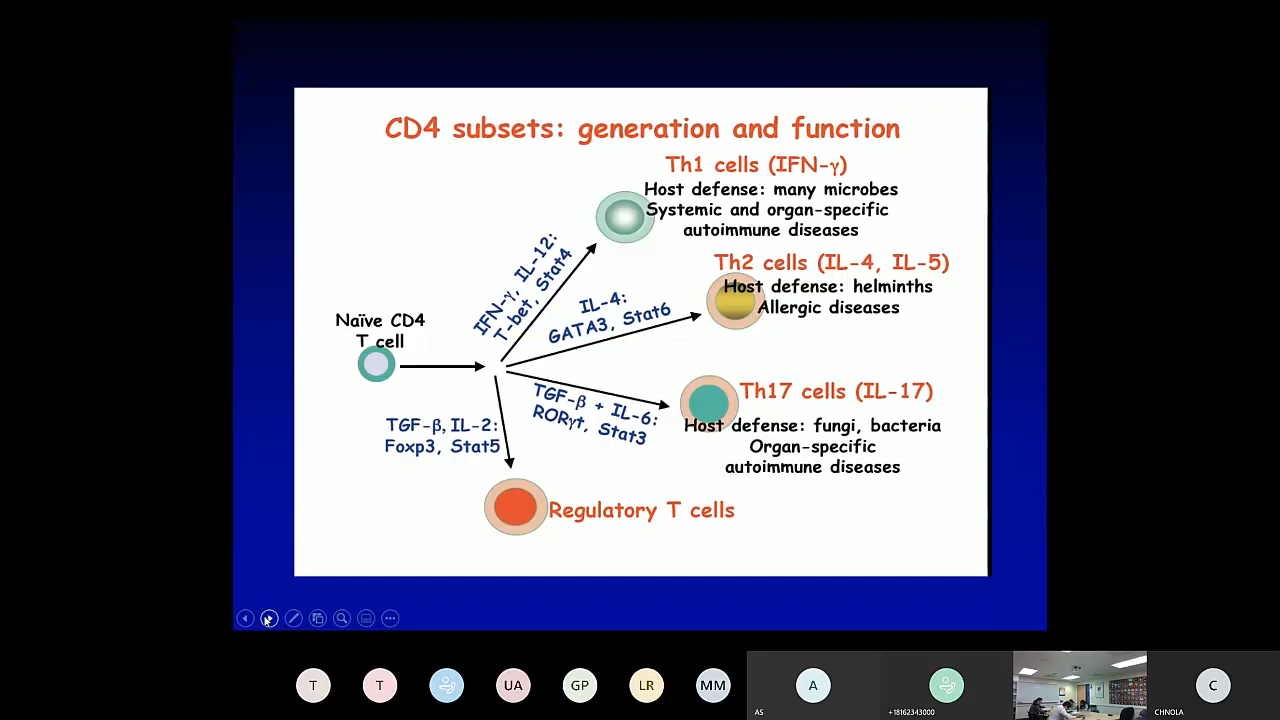 CD4 subsets: generation and function
Th1 cells (IFN-γ)
Host defense: many microbes
Systemic and organ-specific
autoimmune diseases
IFN-γ, IL-12:
T-bet, Stat4
Th2 cells (IL-4, IL-5)
Host defense: helminths
Allergic diseases
IL-4:
GATA3, Stat6
Naïve CD4
T cell
Th17 cells (IL-17)
Host defense: fungi, bacteria
Organ-specific
autoimmune diseases
TGF-β + IL-6:
RORγt, Stat3
TGF-β, IL-2:
Foxp3, Stat5
Regulatory T cells
T
T
UA
GP
LR
MM
A
C
AS
+18162343000
CHNOLA